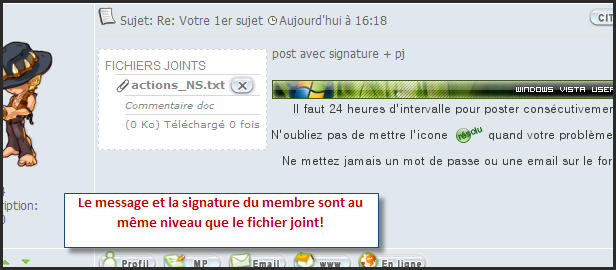 Sujet: Re: Votre 1er sujet Aujourd'hui à 16:18
CIT
FICHIERS JOINTS
actions_NS.txt X
Commentaire doc
(0 Ko) Téléchargé 0 fois
post avec signature + pj
WINDOWS VISTA USER
Il faut 24 heures d'intervalle pour poster consécutiveme
N'oubliez pas de mettre l'icone résolu quand votre problème
Ne mettez jamais un mot de passe ou une email sur le for
ription:
0
Le message et la signature du membre sont au
même niveau que le fichier joint!
Profil MP Email www En ligne